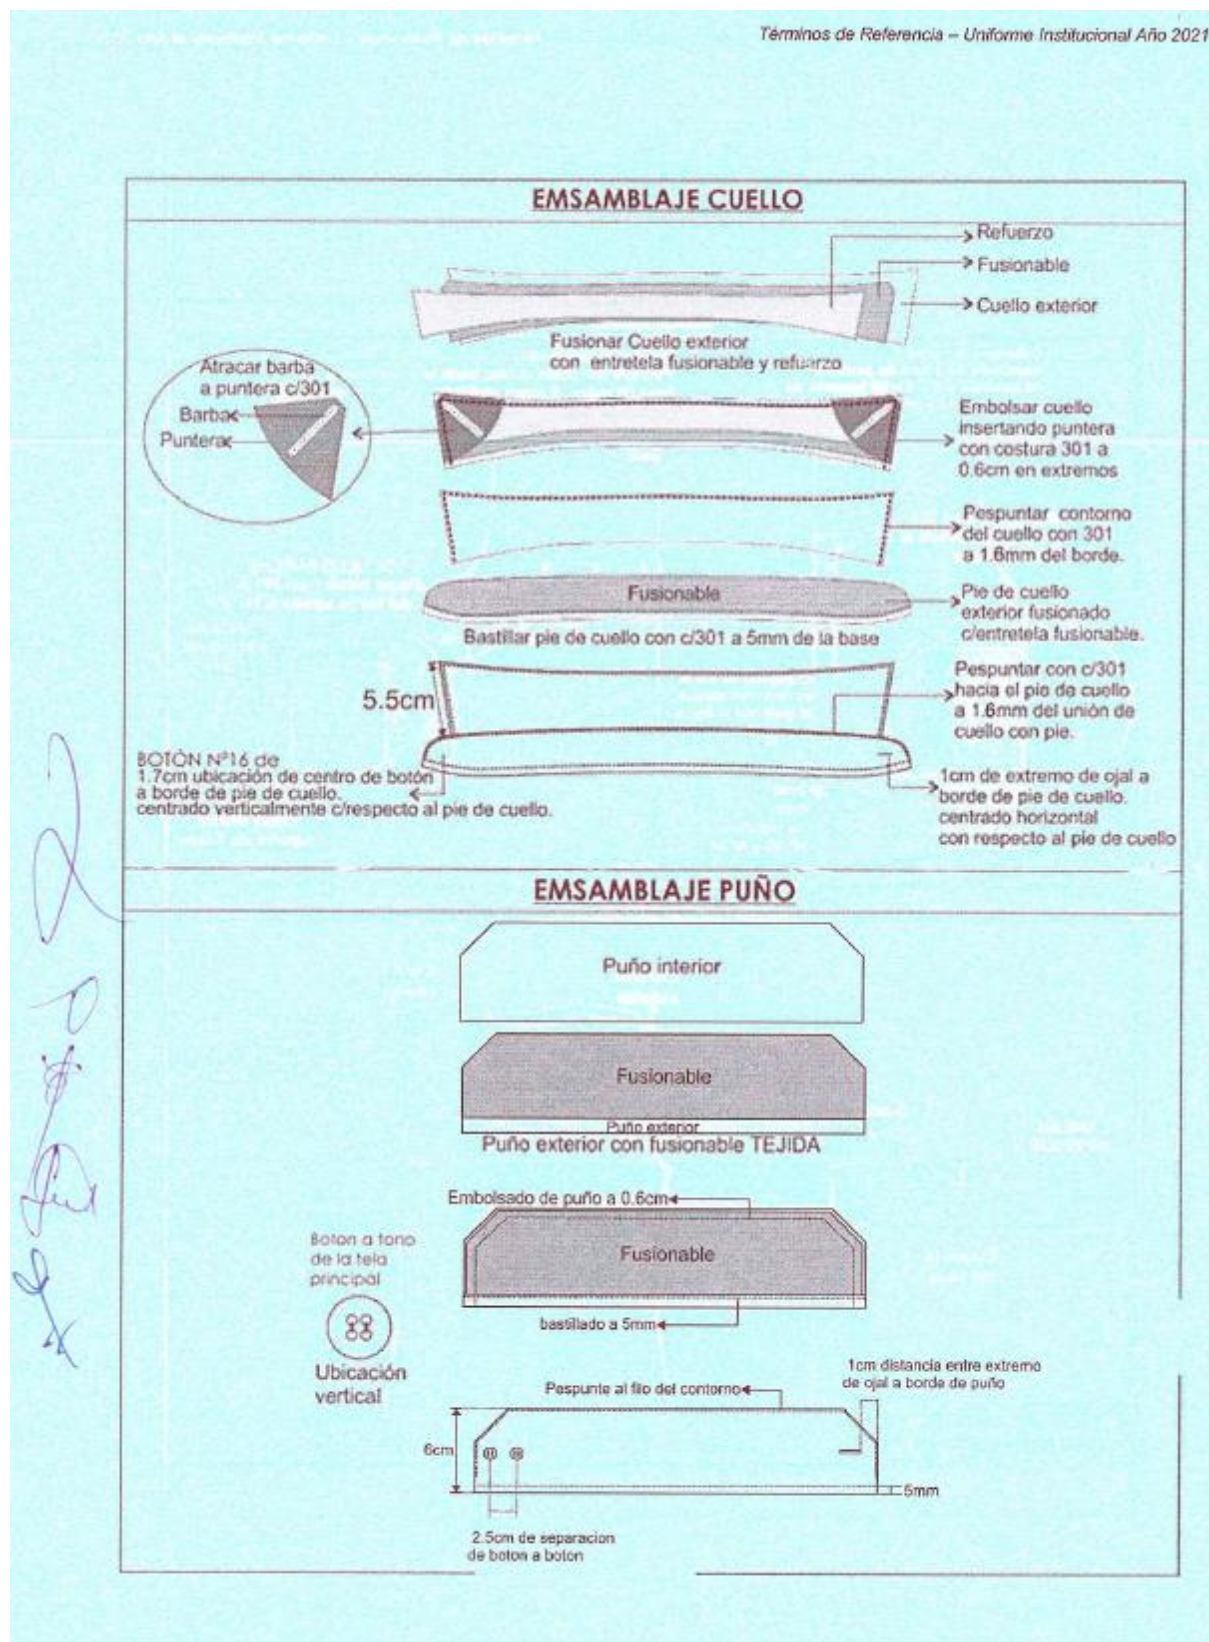 Términos de Referencia – Uniforme Institucional Año 2021
EMSAMBLAJE CUELLO
Refuerzo
Fusionable
Cuello exterior
Fusionar Cuello exterior
con entretela fusionable y refuerzo
Atracar barba
a puntera c/301
Barba
Puntera
Embolsar cuello
insertando puntera
con costura 301 a
0.6cm en extremos
Pespuntar contorno
del cuello con 301
a 1.6mm del borde.
Fusionable
Pie de cuello
exterior fusionado
c/entretela fusionable.
Bastillar pie de cuello con c/301 a 5mm de la base
5.5cm
Pespuntar con c/301
hacia el pie de cuello
a 1.6mm del unión de
cuello con pie.
BOTÒN Nº16 de
1.7cm ubicación de centro de botón
a borde de pie de cuello.
centrado verticalmente c/respecto al pie de cuello.
1cm de extremo de ojal a
borde de pie de cuello.
centrado horizontal
con respecto al pie de cuello
EMSAMBLAJE PUÑO
Puño interior
Fusionable
Puño exterior
Puño exterior con fusionable TEJIDA
Embolsado de puño a 0.6cm
Fusionable
bastillado a 5mm
Boton a tono
de la tela
principal
Ubicación
vertical
1cm distancia entre extremo
de ojal a borde de puño
Pespunte al filo del contorno
6cm
5mm
2.5cm de separacion
de boton a boton